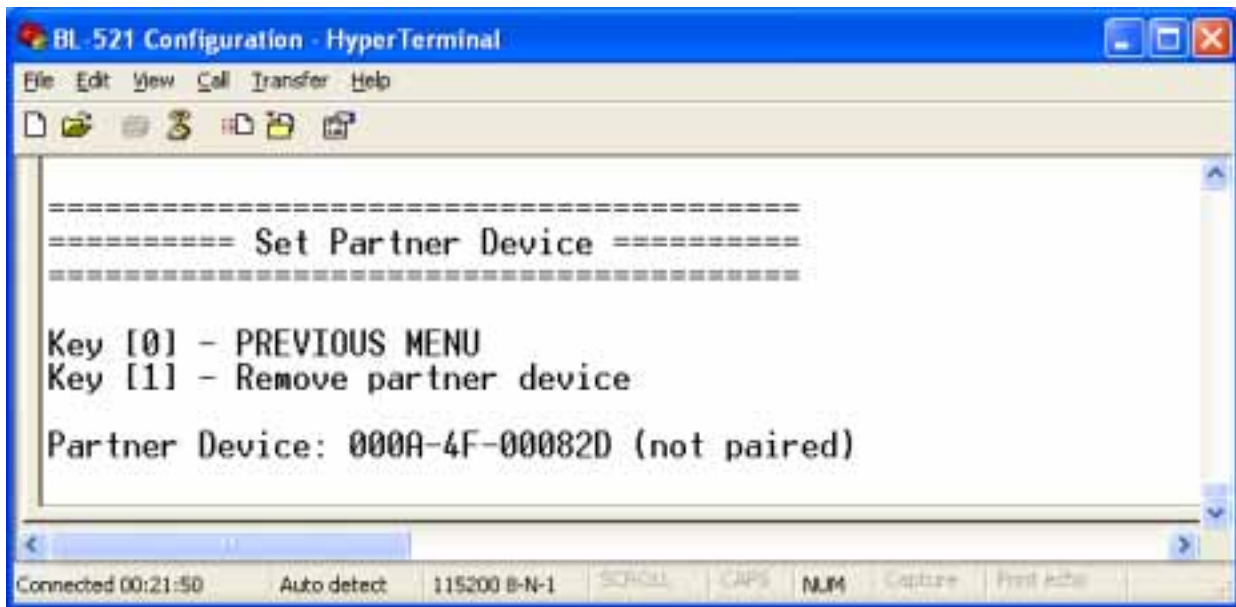 BL-521 Configuration - HyperTerminal
File Edit View Call Transfer Help
========================================
========== Set Partner Device ==========
========================================
Key [0] - PREVIOUS MENU
Key [1] - Remove partner device
Partner Device: 000A-4F-00082D (not paired)
Connected 00:21:50 Auto detect 115200 8-N-1 SCROLL CAPS NUM Capture Print echo